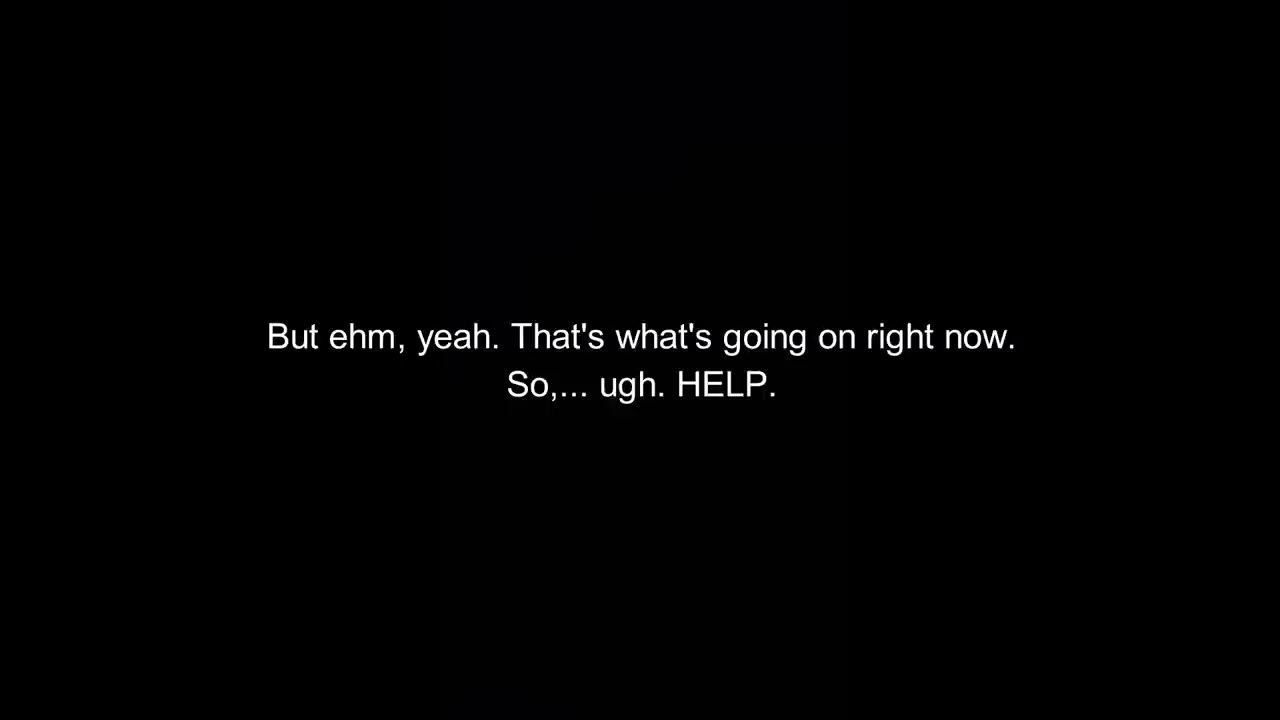 But ehm, yeah. That's what's going on right now.
So,... ugh. HELP.